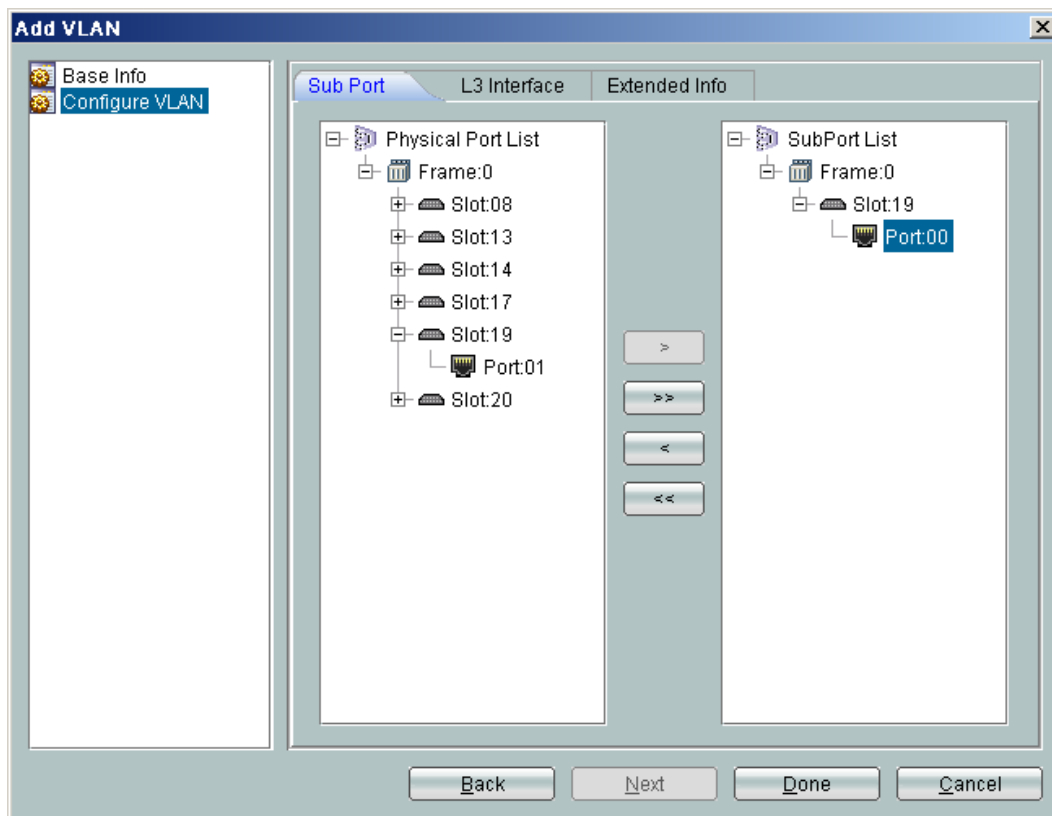 Add VLAN
Base Info
Configure VLAN
Sub Port
L3 Interface
Extended Info
Physical Port List
Frame:0
Slot:08
Slot:13
Slot:14
Slot:17
Slot:19
Port:01
Slot:20
>
>>
<
<<
SubPort List
Frame:0
Slot:19
Port:00
Back
Next
Done
Cancel